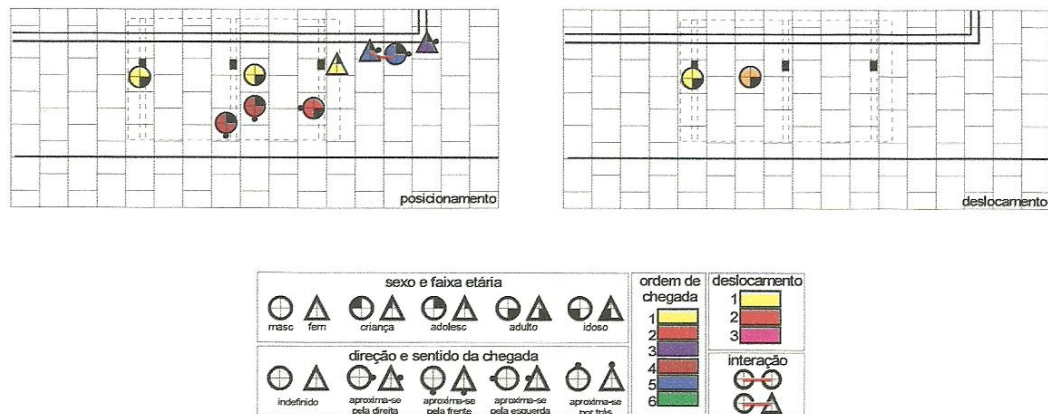 posicionamento
deslocamento
sexo e faixa etária
masc fem criança adolesc adulto idoso
direção e sentido da chegada
indefinido
aproxima-se
pela direita
aproxima-se
pela frente
aproxima-se
pela esquerda
aproxima-se
por trás
ordem de
chegada
1
2
3
4
5
6
deslocamento
1
2
3
interação